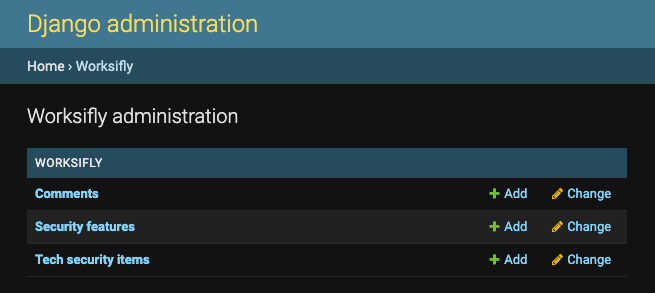 Django administration
Home › Worksifly
Worksifly administration
WORKSIFLY
Comments Add Change
Security features Add Change
Tech security items Add Change